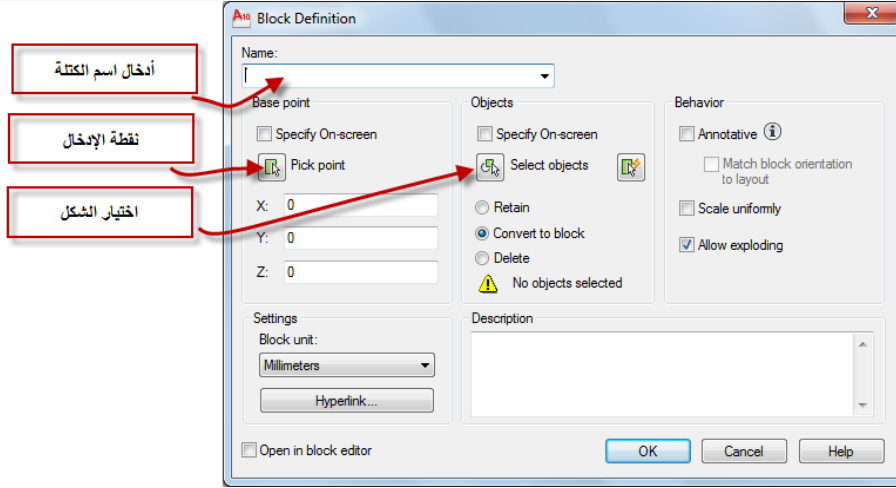 Block Definition
Name:
أدخال اسم الكتلة
نقطة الإدخال
اختيار الشكل
Base point
Specify On-screen
Pick point
X: 0
Y: 0
Z: 0
Objects
Specify On-screen
Select objects
Retain
Convert to block
Delete
No objects selected
Behavior
Annotative
Match block orientation
to layout
Scale uniformly
Allow exploding
Settings
Block unit:
Millimeters
Hyperlink...
Description
Open in block editor
OK
Cancel
Help